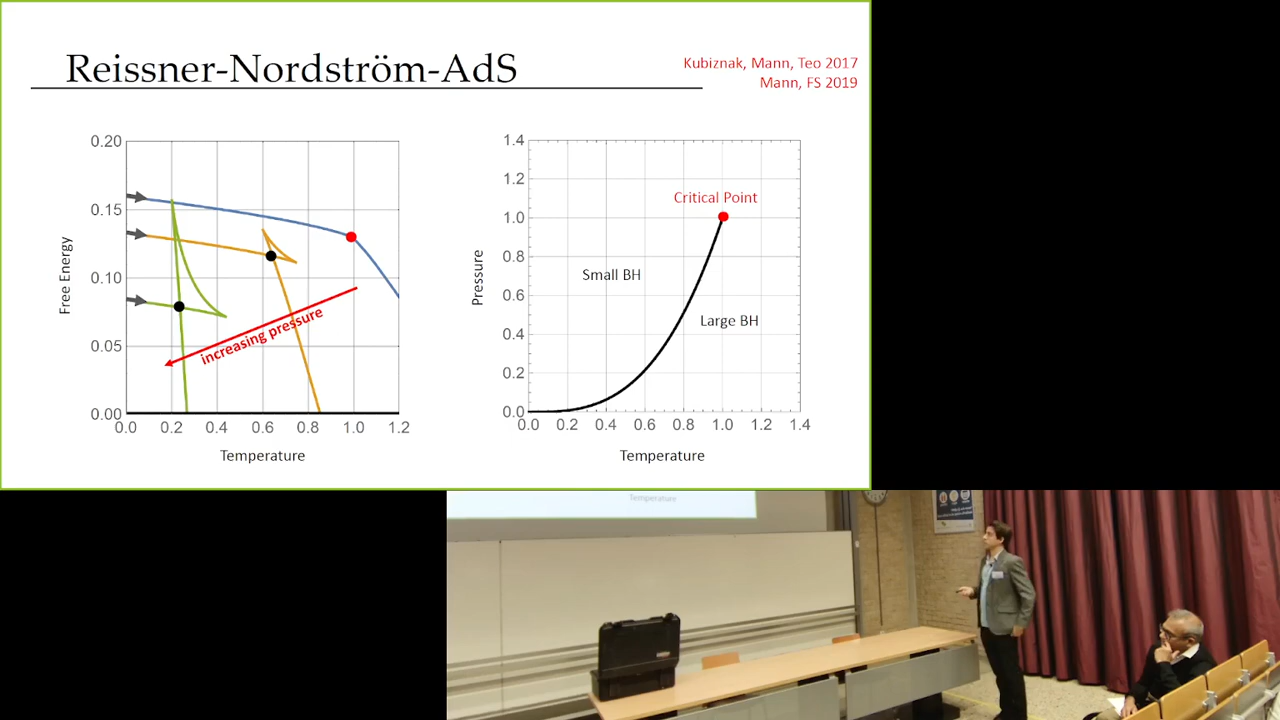 Reissner-Nordström-AdS
Kubiznak, Mann, Teo 2017
Mann, FS 2019
0.20
0.15
0.10
0.05
0.00
0.0 0.2 0.4 0.6 0.8 1.0 1.2
Free Energy
Temperature
increasing pressure
1.4
1.2
1.0
0.8
0.6
0.4
0.2
0.0
0.0 0.2 0.4 0.6 0.8 1.0 1.2 1.4
Pressure
Temperature
Critical Point
Small BH
Large BH
Temperature